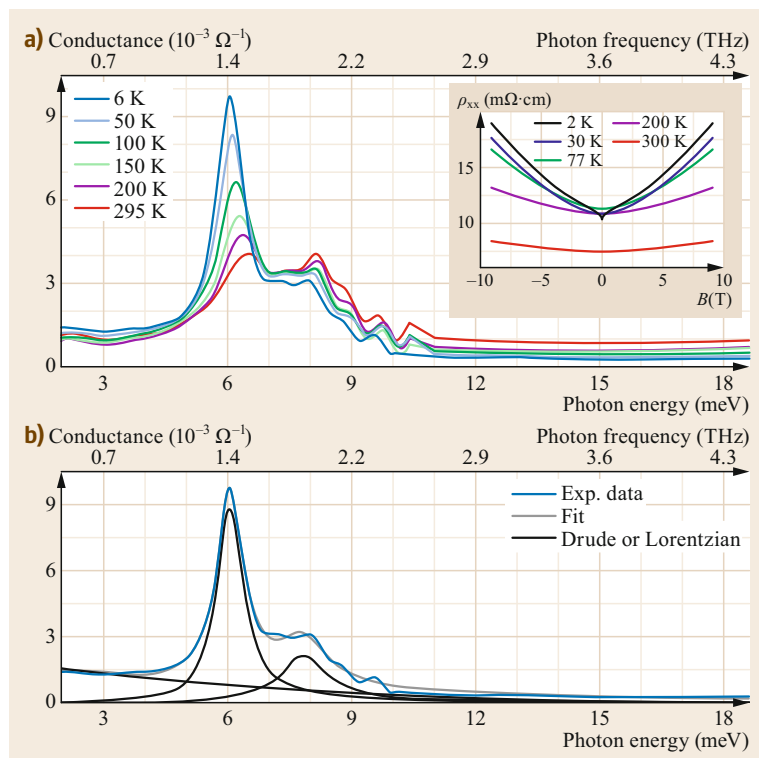 a) Conductance (10⁻³ Ω⁻¹) Photon frequency (THz)
0.7 1.4 2.2 2.9 3.6 4.3
9
6
3
0
6 K
50 K
100 K
150 K
200 K
295 K
ρxx (mΩ·cm)
2 K 200 K
30 K 300 K
77 K
15
10
−10 −5 0 5 10
B(T)
3 6 9 12 15 18
Photon energy (meV)
b) Conductance (10⁻³ Ω⁻¹) Photon frequency (THz)
0.7 1.4 2.2 2.9 3.6 4.3
9
6
3
0
Exp. data
Fit
Drude or Lorentzian
3 6 9 12 15 18
Photon energy (meV)